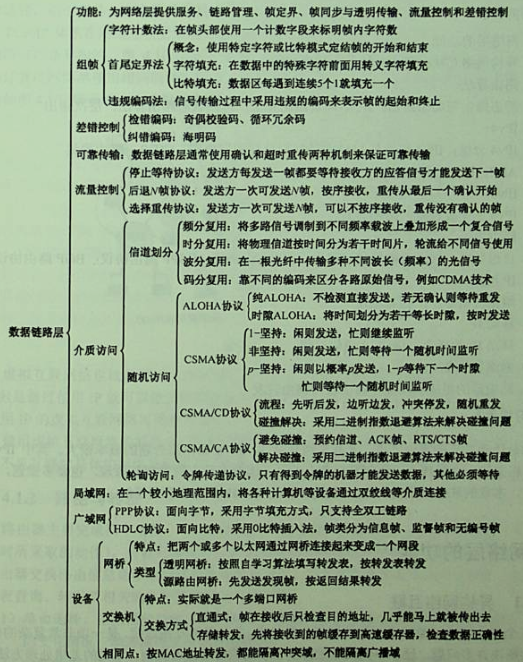 功能：为网络层提供服务、链路管理、帧定界、帧同步与透明传输、流量控制和差错控制
字符计数法：在帧头部使用一个计数字段来标明帧内字符数
概念：使用特定字符或比特模式定结帧的开始和结束
组帧
首尾定界法
字符填充：在数据中的特殊字符前面用转义字符填充
比特填充：数据区每遇到连续5个1就填充一个
违规编码法：信号传输过程中采用违规的编码来表示帧的起始和终止
差错控制
检错编码：奇偶校验码、循环冗余码
纠错编码：海明码
可靠传输：数据链路层通常使用确认和超时重传两种机制来保证可靠传输
停止等待协议：发送方每发送一帧都要等待接收方的应答信号才能发送下一帧
流量控制
后退N帧协议：发送方一次可发送N帧，按序接收，重传从最后一个确认开始
选择重传协议：发送方一次可发送N帧，可以不按序接收，重传没有确认的帧
频分复用：将多路信号调制到不同频率载波上叠加形成一个复合信号
信道划分
时分复用：将物理信道按时间分为若干时间片，轮流给不同信号使用
波分复用：在一根光纤中传输多种不同波长（频率）的光信号
码分复用：靠不同的编码来区分各路原始信号，例如CDMA技术
ALOHA协议
纯ALOHA：不检测直接发送，若无确认则等待重发
时隙ALOHA：将时间划分为若干等长时隙，按时发送
数据链路层
介质访问
1-坚持：闲则发送，忙则继续监听
随机访问
CSMA协议
非坚持：闲则发送，忙则等待一个随机时间监听
p-坚持：闲则以概率p发送，1-p等待下一个时隙
忙则等待一个随机时间监听
CSMA/CD协议
流程：先听后发，边听边发，冲突停发，随机重发
碰撞解决：采用二进制指数退避算法来解决碰撞问题
CSMA/CA协议
避免碰撞：预约信道、ACK帧、RTS/CTS帧
解决碰撞：采用二进制指数退避算法来解决碰撞问题
轮询访问：令牌传递协议，只有得到令牌的机器才能发送数据，其他必须等待
局域网：在一个较小地理范围内，将各种计算机等设备通过双绞线等介质连接
广域网
PPP协议：面向字节，采用字节填充方式，只支持全双工链路
HDLC协议：面向比特，采用0比特插入法，帧类分为信息帧、监督帧和无编号帧
特点：把两个或多个以太网通过网桥连接起来变成一个网段
网桥
类型
透明网桥：按照自学习算法填写转发表，按转发表转发
源路由网桥：先发送发现帧，按返回结果转发
设备
特点：实际就是一个多端口网桥
交换机
交换方式
直通式：帧在接收后只检查目的地址，几乎能马上就被传出去
存储转发：先将接收到的帧缓存到高速缓存器，检查数据正确性
相同点：按MAC地址转发，都能隔离冲突域，不能隔离广播域